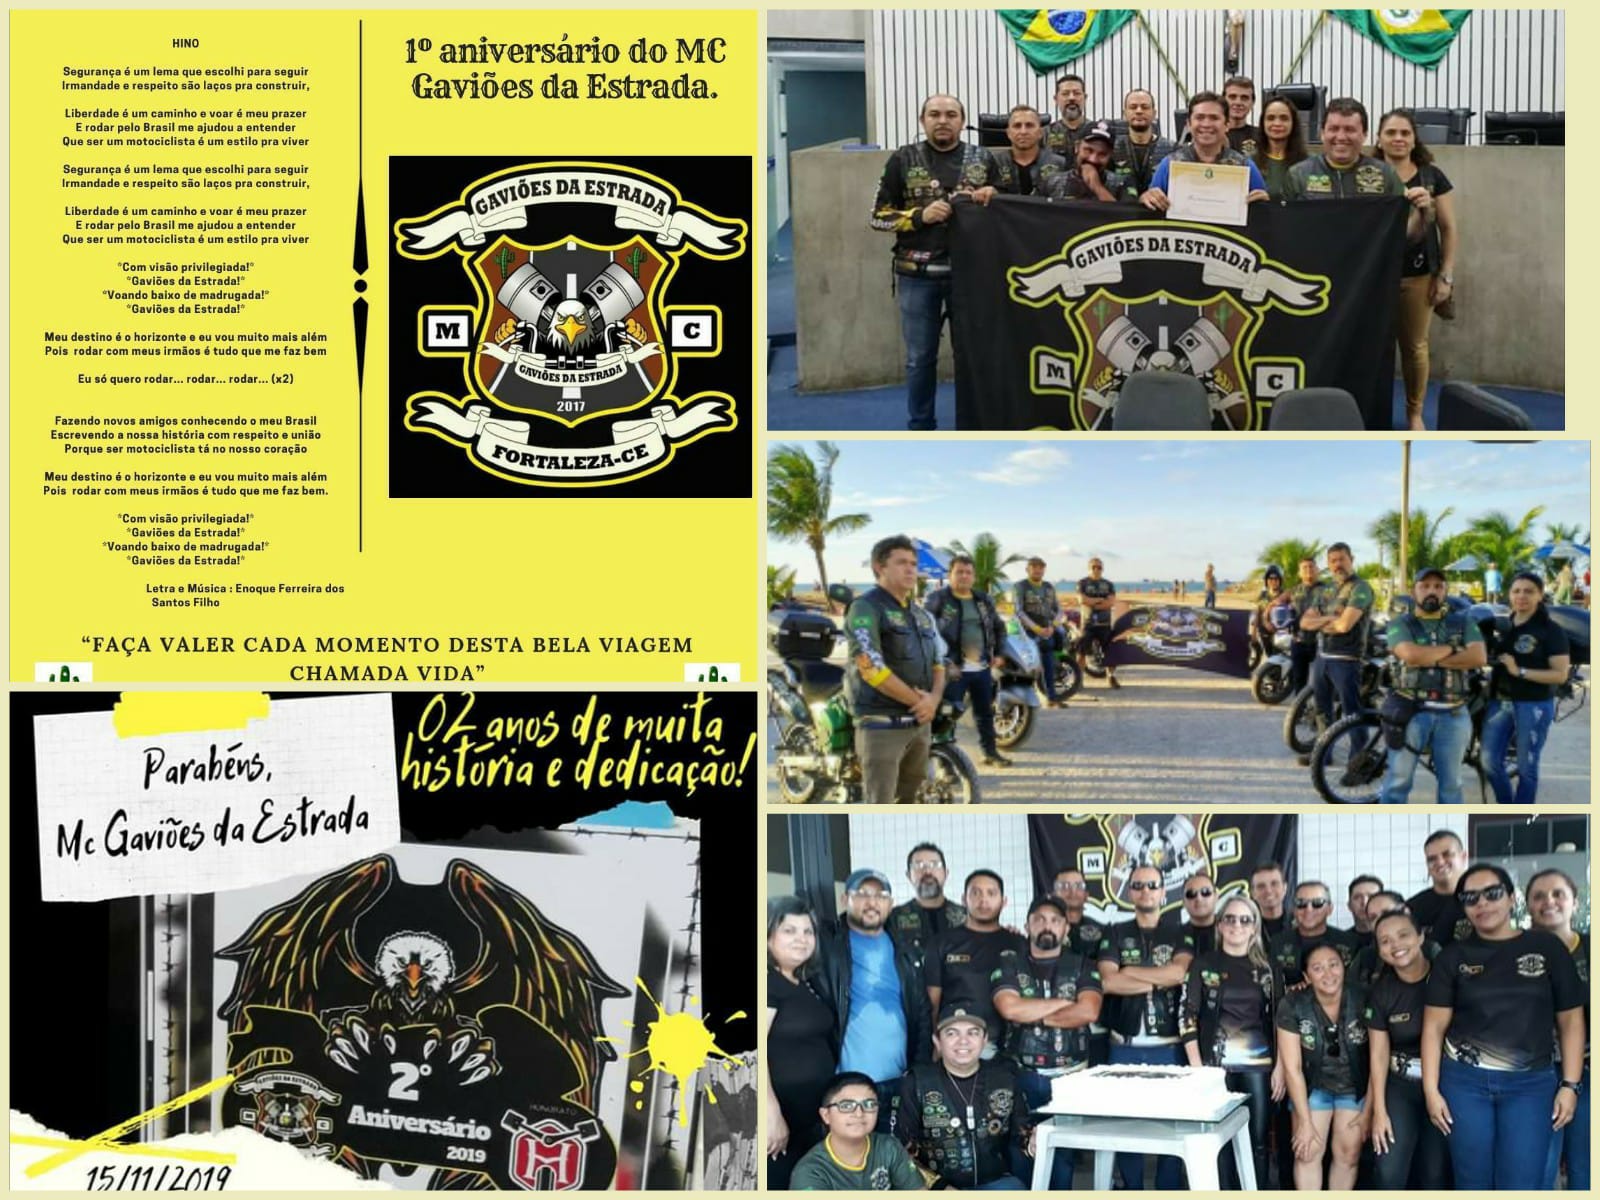 HINO
Segurança é um lema que escolhi para seguir
Irmandade e respeito são laços pra construir,
Liberdade é um caminho e voar é meu prazer
E rodar pelo Brasil me ajudou a entender
Que ser um motociclista é um estilo pra viver
Segurança é um lema que escolhi para seguir
Irmandade e respeito são laços pra construir,
Liberdade é um caminho e voar é meu prazer
E rodar pelo Brasil me ajudou a entender
Que ser um motociclista é um estilo pra viver
*Com visão privilegiada!*
*Gaviões da Estrada!*
*Voando baixo de madrugada!*
*Gaviões da Estrada!*
Meu destino é o horizonte e eu vou muito mais além
Pois rodar com meus irmãos é tudo que me faz bem
Eu só quero rodar... rodar... rodar... (x2)
Fazendo novos amigos conhecendo o meu Brasil
Escrevendo a nossa história com respeito e união
Porque ser motociclista tá no nosso coração
Meu destino é o horizonte e eu vou muito mais além
Pois rodar com meus irmãos é tudo que me faz bem.
*Com visão privilegiada!*
*Gaviões da Estrada!*
*Voando baixo de madrugada!*
*Gaviões da Estrada!*
Letra e Música : Enoque Ferreira dos
Santos Filho
1º aniversário do MC
Gaviões da Estrada.
GAVIÕES DA ESTRADA
M C
GAVIÕES DA ESTRADA
2017
FORTALEZA-CE
“FAÇA VALER CADA MOMENTO DESTA BELA VIAGEM
CHAMADA VIDA”
GAVIÕES DA ESTRADA
M C
M C
Parabéns,
Mc Gaviões da Estrada
02 anos de muita
história e dedicação!
2º
Aniversário
2019
GAVIÕES DA ESTRADA
HONORATO
H
15/11/2019